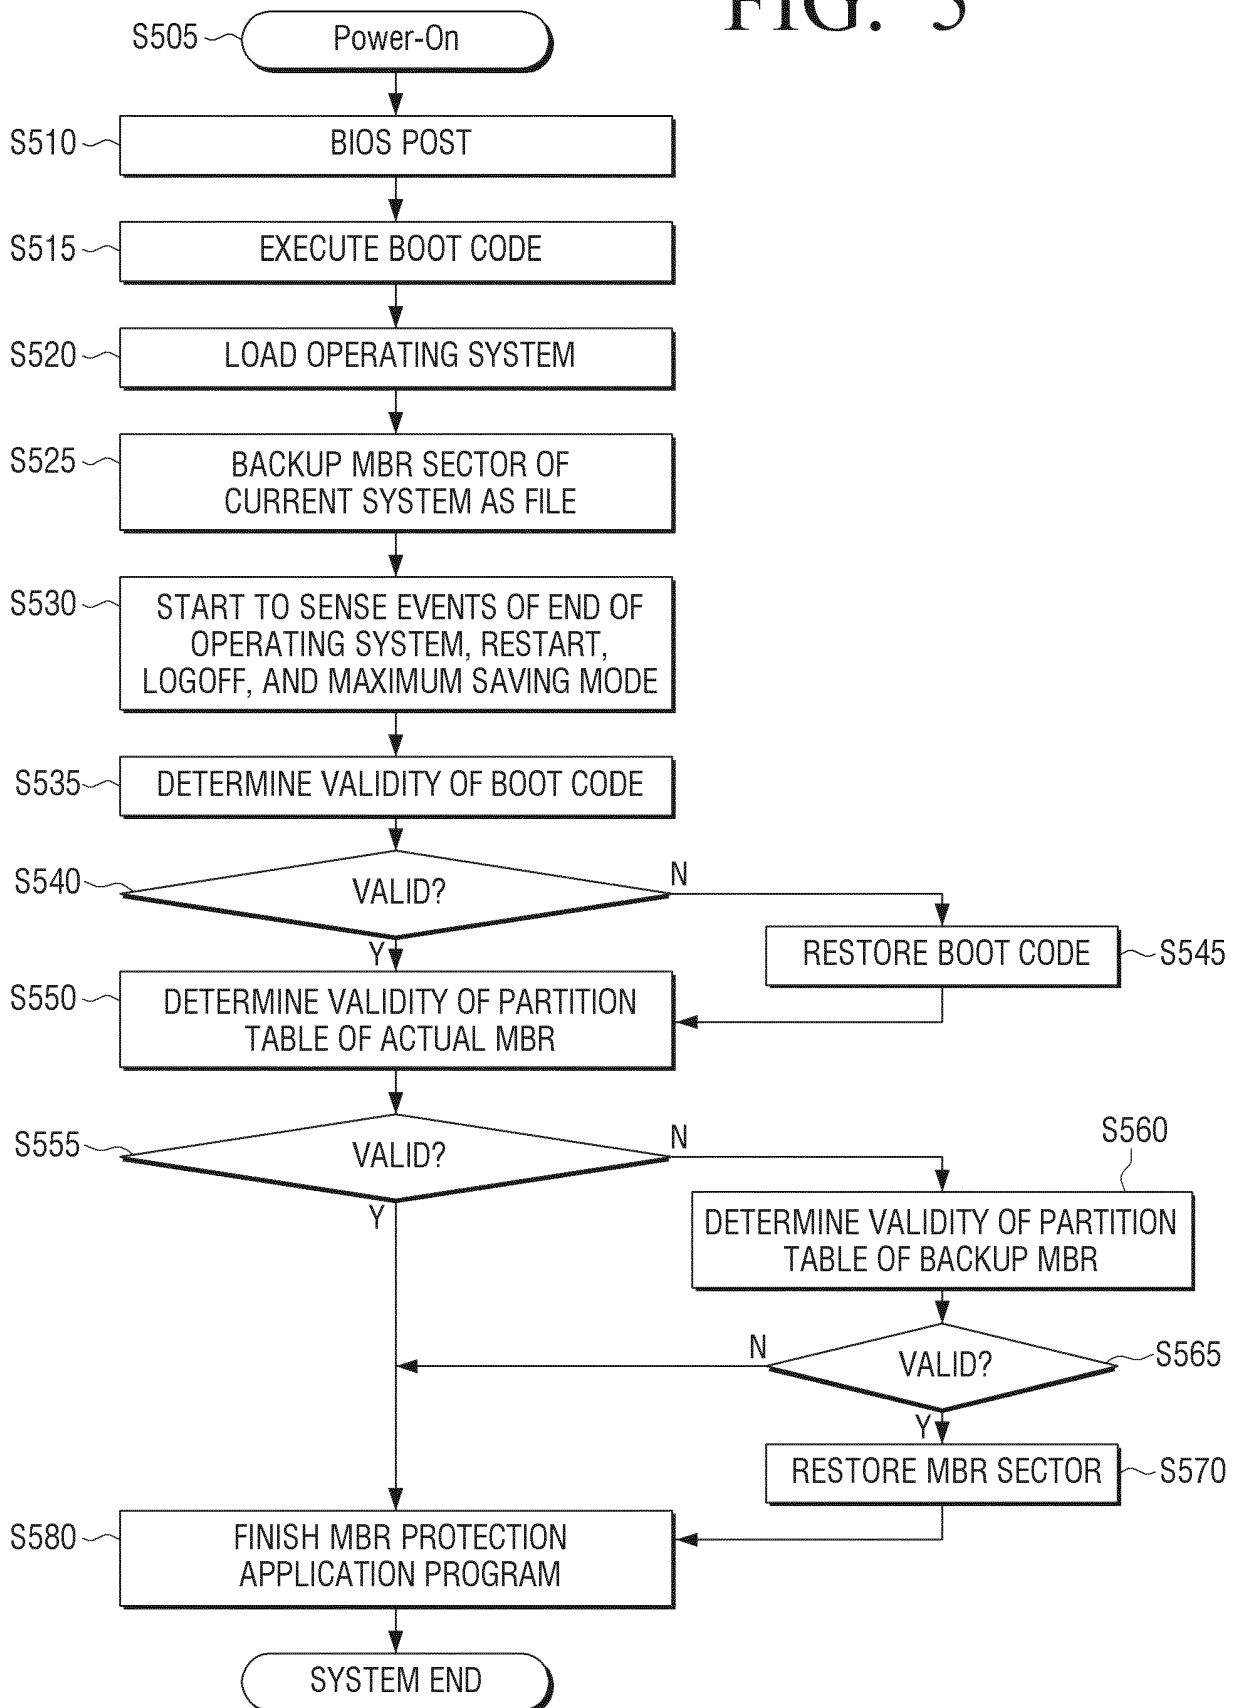 FIG. 5
S505
Power-On
S510
BIOS POST
S515
EXECUTE BOOT CODE
S520
LOAD OPERATING SYSTEM
S525
BACKUP MBR SECTOR OF
CURRENT SYSTEM AS FILE
S530
START TO SENSE EVENTS OF END OF
OPERATING SYSTEM, RESTART,
LOGOFF, AND MAXIMUM SAVING MODE
S535
DETERMINE VALIDITY OF BOOT CODE
S540
VALID?
N
Y
RESTORE BOOT CODE
S545
S550
DETERMINE VALIDITY OF PARTITION
TABLE OF ACTUAL MBR
S555
VALID?
N
Y
S560
DETERMINE VALIDITY OF PARTITION
TABLE OF BACKUP MBR
N
VALID?
S565
Y
RESTORE MBR SECTOR
S570
S580
FINISH MBR PROTECTION
APPLICATION PROGRAM
SYSTEM END